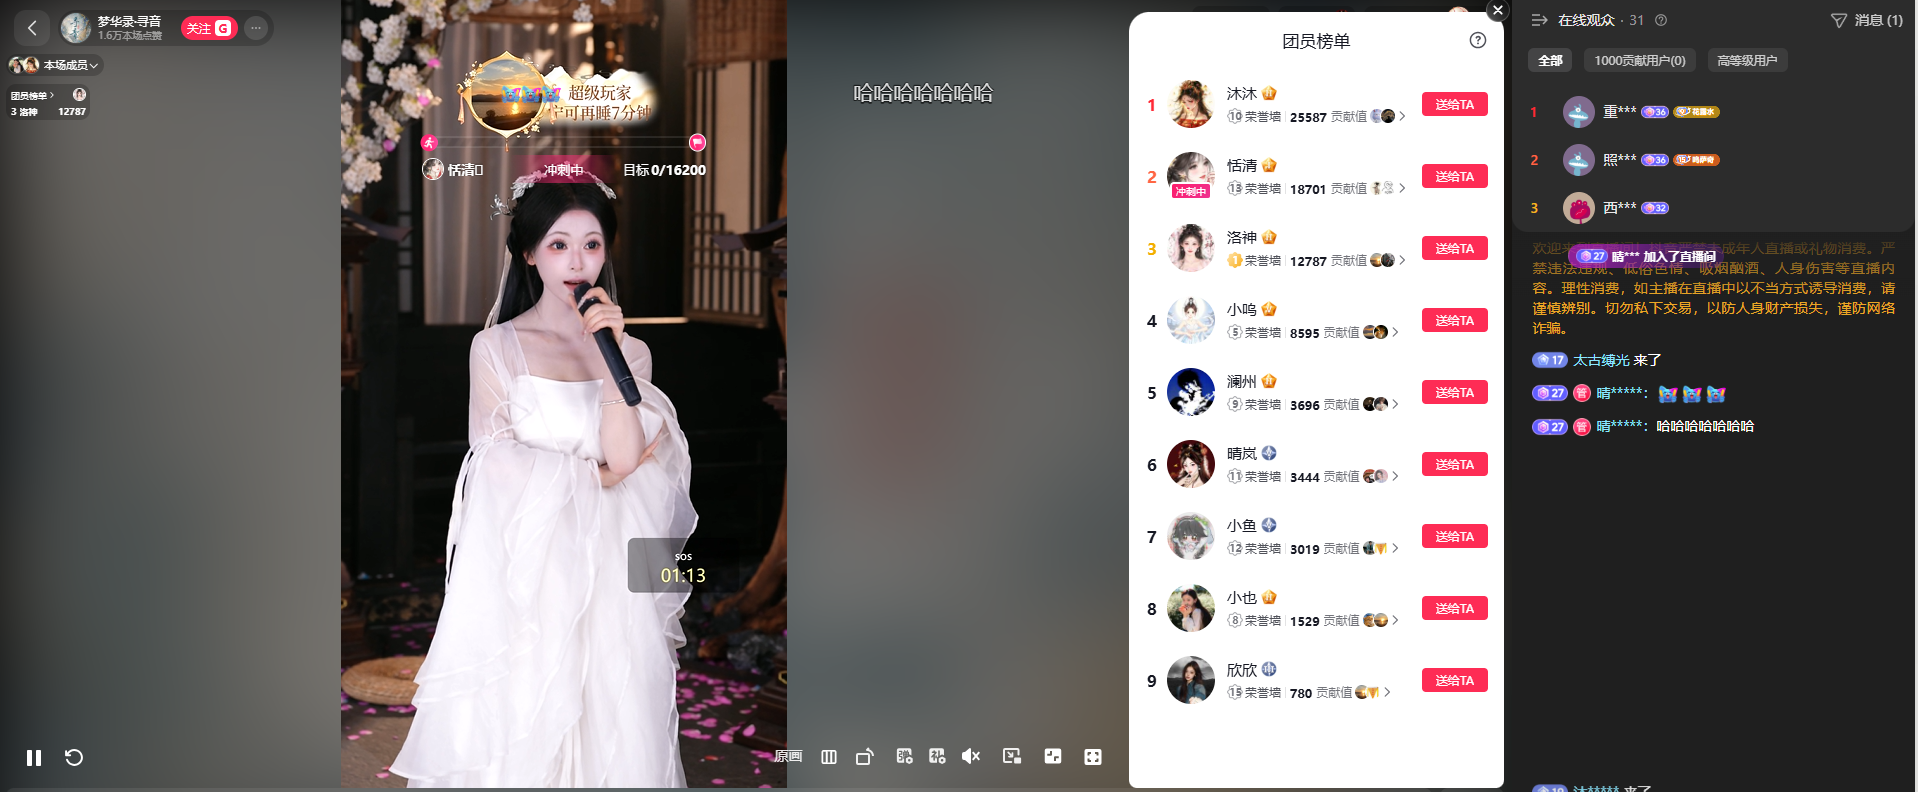 梦华录-寻音
1.6万本场点赞
关注
本场成员
团员榜单
3 洛神 12787
超级玩家
可再睡7分钟
恬清
冲刺中
目标 0/16200
sos
01:13
哈哈哈哈哈哈哈
原画
团员榜单
1 沐沐
10 荣誉墙 25587 贡献值
送给TA
2 恬清
冲刺中
13 荣誉墙 18701 贡献值
送给TA
3 洛神
1 荣誉墙 12787 贡献值
送给TA
4 小鸣
5 荣誉墙 8595 贡献值
送给TA
5 澜州
9 荣誉墙 3696 贡献值
送给TA
6 晴岚
11 荣誉墙 3444 贡献值
送给TA
7 小鱼
12 荣誉墙 3019 贡献值
送给TA
8 小也
8 荣誉墙 1529 贡献值
送给TA
9 欣欣
15 荣誉墙 780 贡献值
送给TA
在线观众 · 31
消息 (1)
全部
1000贡献用户(0)
高等级用户
1 重*** 36
2 照*** 36
3 西*** 32
27 晴*** 加入了直播间
禁违法违规、低俗色情、吸烟酗酒、人身伤害等直播内
容。理性消费，如主播在直播中以不当方式诱导消费，请
谨慎辨别。切勿私下交易，以防人身财产损失，谨防网络
诈骗。
17 太古缚光 来了
27 管 晴*****：
27 管 晴*****：哈哈哈哈哈哈哈